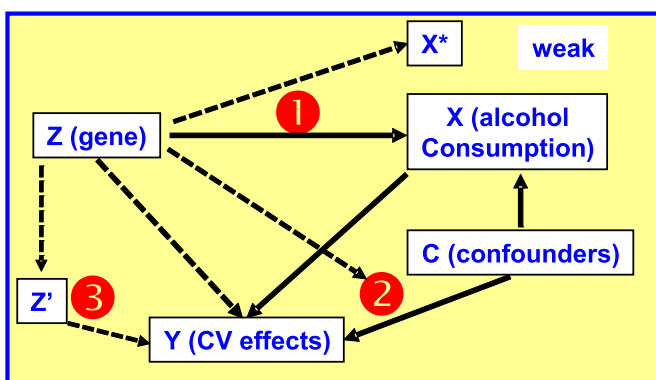 X*
weak
1
Z (gene)
X (alcohol
Consumption)
C (confounders)
Z’
3
2
Y (CV effects)